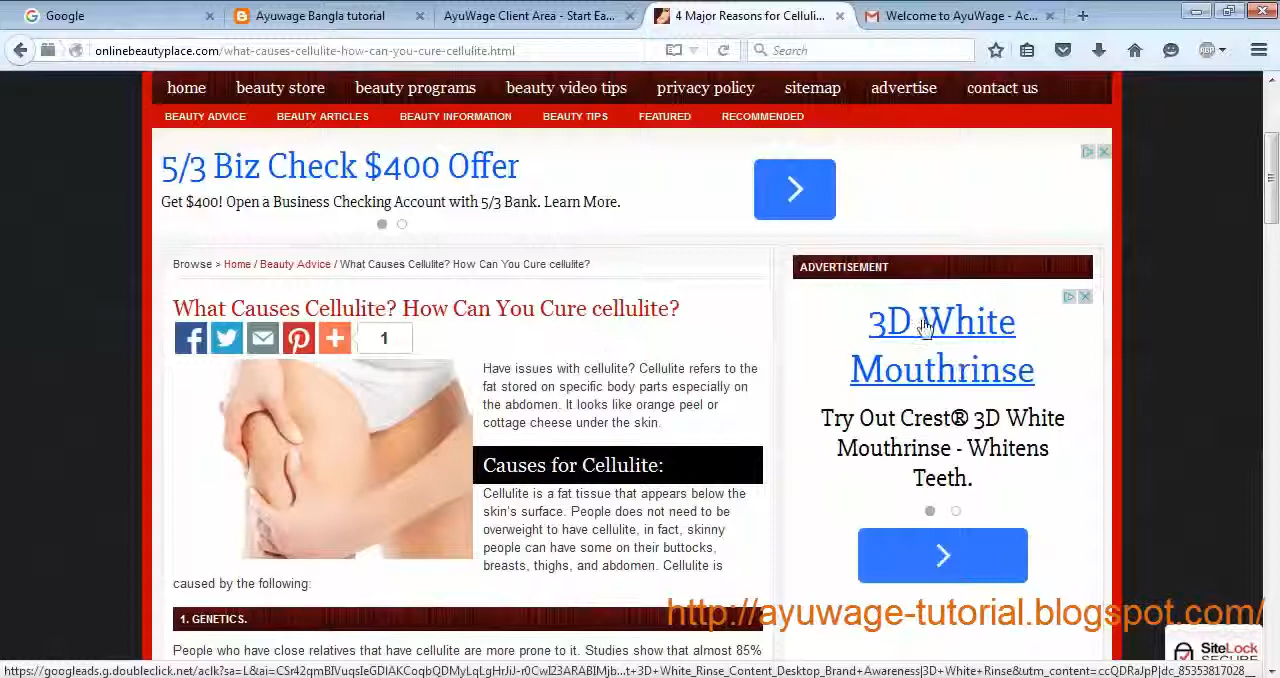 Google
Ayuwage Bangla tutorial
AyuWage Client Area - Start Ea...
4 Major Reasons for Celluli...
Welcome to AyuWage - Ac...
onlinebeautyplace.com/what-causes-cellulite-how-can-you-cure-cellulite.html
Search
home beauty store beauty programs beauty video tips privacy policy sitemap advertise contact us
BEAUTY ADVICE BEAUTY ARTICLES BEAUTY INFORMATION BEAUTY TIPS FEATURED RECOMMENDED
5/3 Biz Check $400 Offer
Get $400! Open a Business Checking Account with 5/3 Bank. Learn More.
Browse > Home / Beauty Advice / What Causes Cellulite? How Can You Cure cellulite?
What Causes Cellulite? How Can You Cure cellulite?
1
Have issues with cellulite? Cellulite refers to the
fat stored on specific body parts especially on
the abdomen. It looks like orange peel or
cottage cheese under the skin.
Causes for Cellulite:
Cellulite is a fat tissue that appears below the
skin's surface. People does not need to be
overweight to have cellulite, in fact, skinny
people can have some on their buttocks,
breasts, thighs, and abdomen. Cellulite is
caused by the following:
1. GENETICS.
People who have close relatives that have cellulite are more prone to it. Studies show that almost 85%
ADVERTISEMENT
3D White
Mouthrinse
Try Out Crest® 3D White
Mouthrinse - Whitens
Teeth.
http://ayuwage-tutorial.blogspot.com/
SiteLock
SECURE